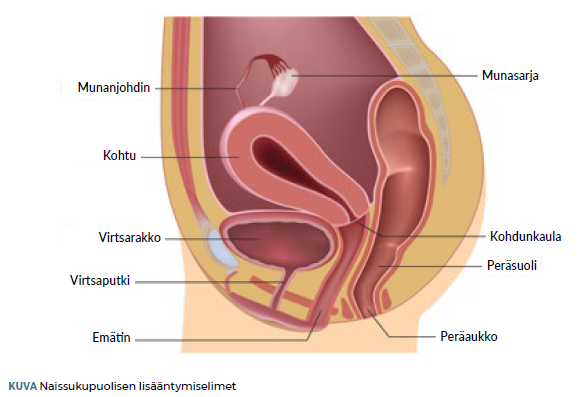 Munasarja
Munanjohdin
Kohtu
Virtsarakko
Kohdunkaula
Peräsuoli
Virtsaputki
Emätin
Peräaukko
KUVA Naissukupuolisen lisääntymiselimet